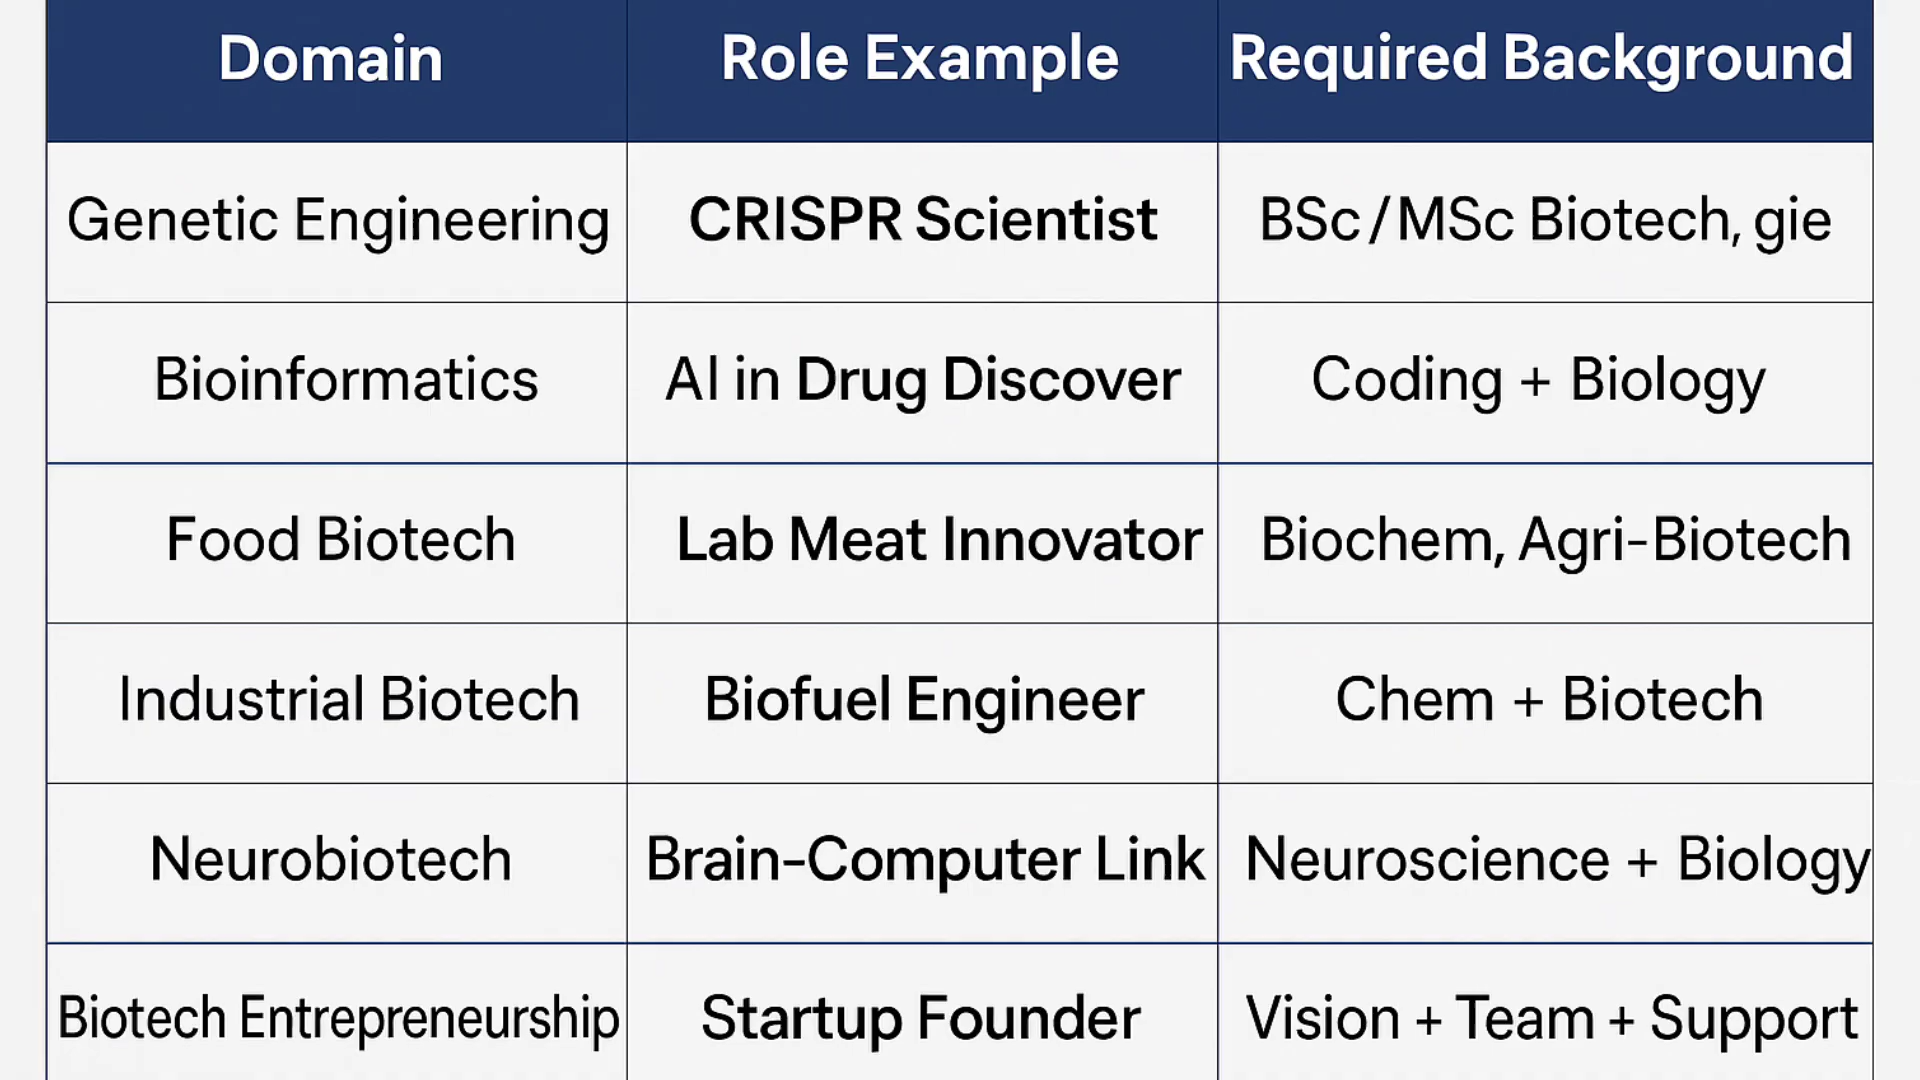 Domain Role Example Required Background
Genetic Engineering CRISPR Scientist BSc/MSc Biotech, gie
Bioinformatics AI in Drug Discover Coding + Biology
Food Biotech Lab Meat Innovator Biochem, Agri-Biotech
Industrial Biotech Biofuel Engineer Chem + Biotech
Neurobiotech Brain-Computer Link Neuroscience + Biology
Biotech Entrepreneurship Startup Founder Vision + Team + Support